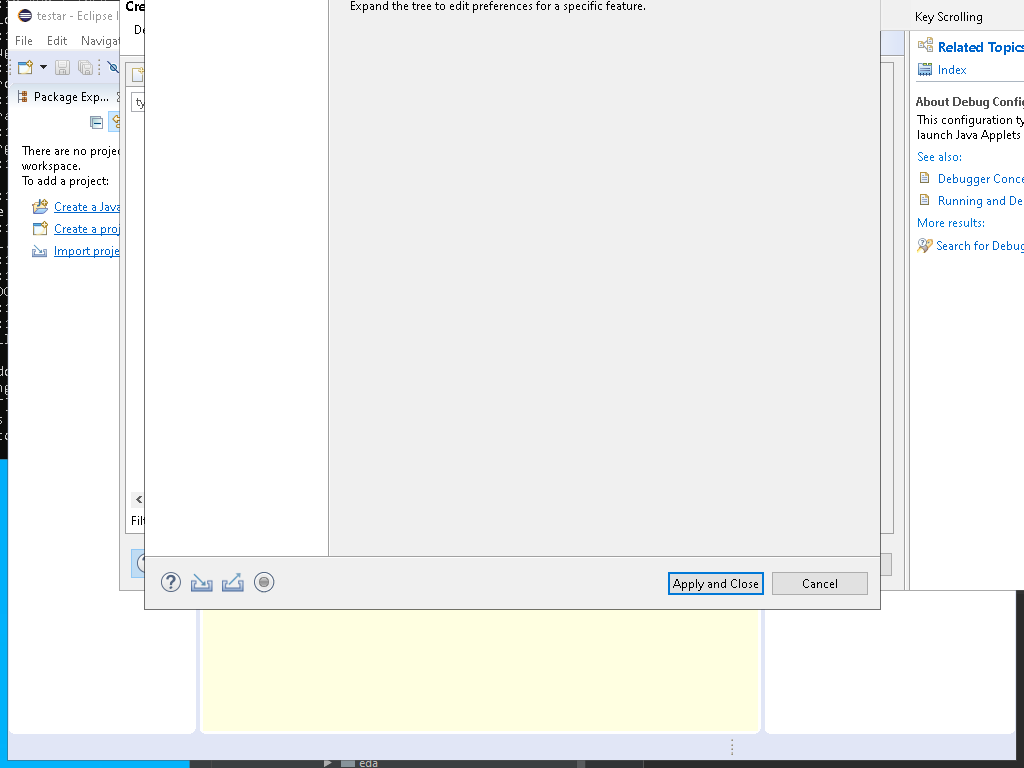 testar - Eclipse I
File Edit Navigat
Package Exp...
There are no projec
workspace.
To add a project:
Create a Java
Create a proj
Import proje
Cre
De
ty
Filt
Expand the tree to edit preferences for a specific feature.
Apply and Close
Cancel
Key Scrolling
Related Topics
Index
About Debug Config
This configuration ty
launch Java Applets
See also:
Debugger Conce
Running and De
More results:
Search for Debug
eda